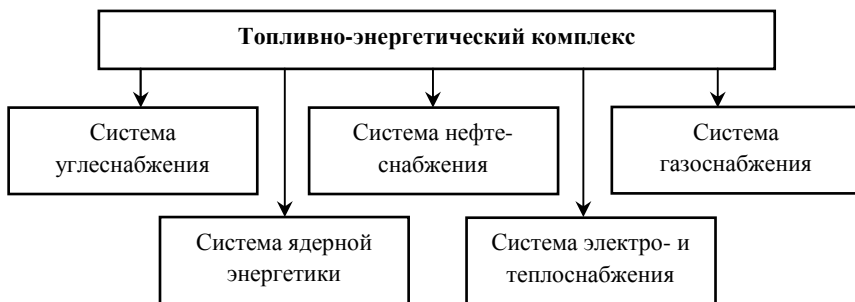 Топливно-энергетический комплекс
Система
углеснабжения
Система нефте-
снабжения
Система
газоснабжения
Система ядерной
энергетики
Система электро- и
теплоснабжения